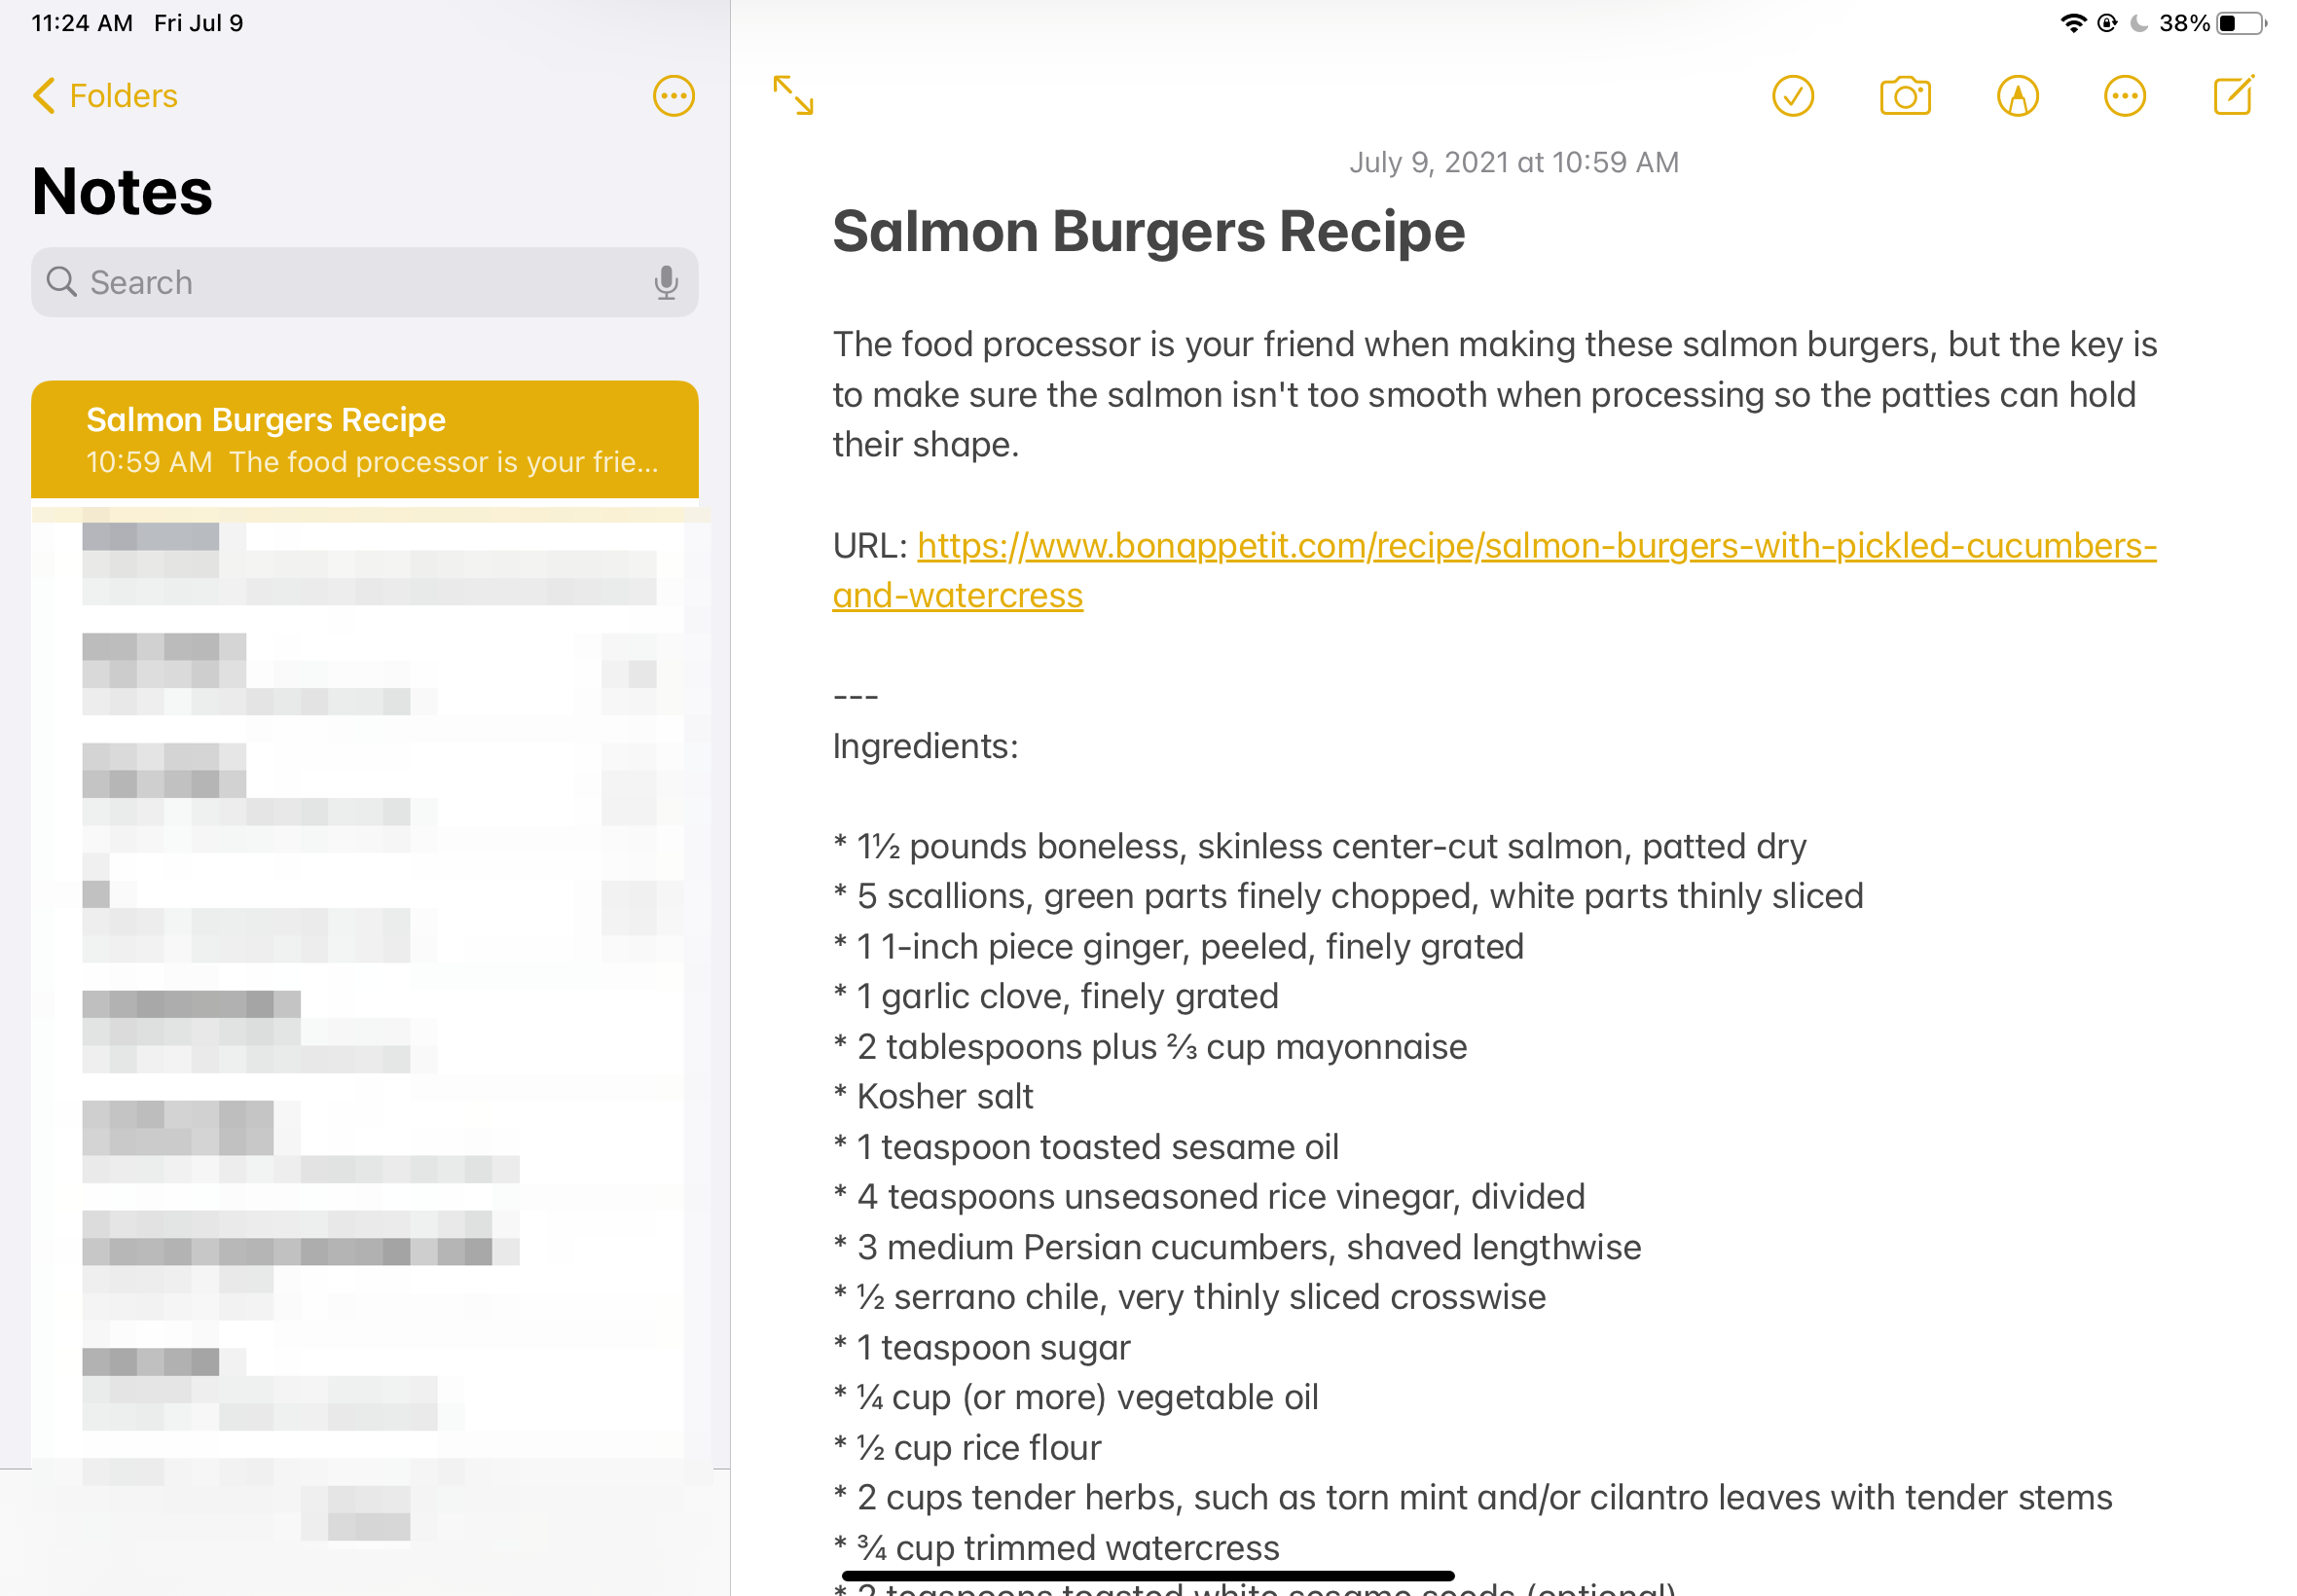 11:24 AM Fri Jul 9
38%
Folders
Notes
Search
Salmon Burgers Recipe
10:59 AM The food processor is your frie...
July 9, 2021 at 10:59 AM
Salmon Burgers Recipe
The food processor is your friend when making these salmon burgers, but the key is
to make sure the salmon isn't too smooth when processing so the patties can hold
their shape.
URL: https://www.bonappetit.com/recipe/salmon-burgers-with-pickled-cucumbers-
and-watercress
---
Ingredients:
* 1½ pounds boneless, skinless center-cut salmon, patted dry
* 5 scallions, green parts finely chopped, white parts thinly sliced
* 1 1-inch piece ginger, peeled, finely grated
* 1 garlic clove, finely grated
* 2 tablespoons plus ⅔ cup mayonnaise
* Kosher salt
* 1 teaspoon toasted sesame oil
* 4 teaspoons unseasoned rice vinegar, divided
* 3 medium Persian cucumbers, shaved lengthwise
* ½ serrano chile, very thinly sliced crosswise
* 1 teaspoon sugar
* ¼ cup (or more) vegetable oil
* ½ cup rice flour
* 2 cups tender herbs, such as torn mint and/or cilantro leaves with tender stems
* ¾ cup trimmed watercress
* 2 teaspoons toasted white sesame seeds (optional)